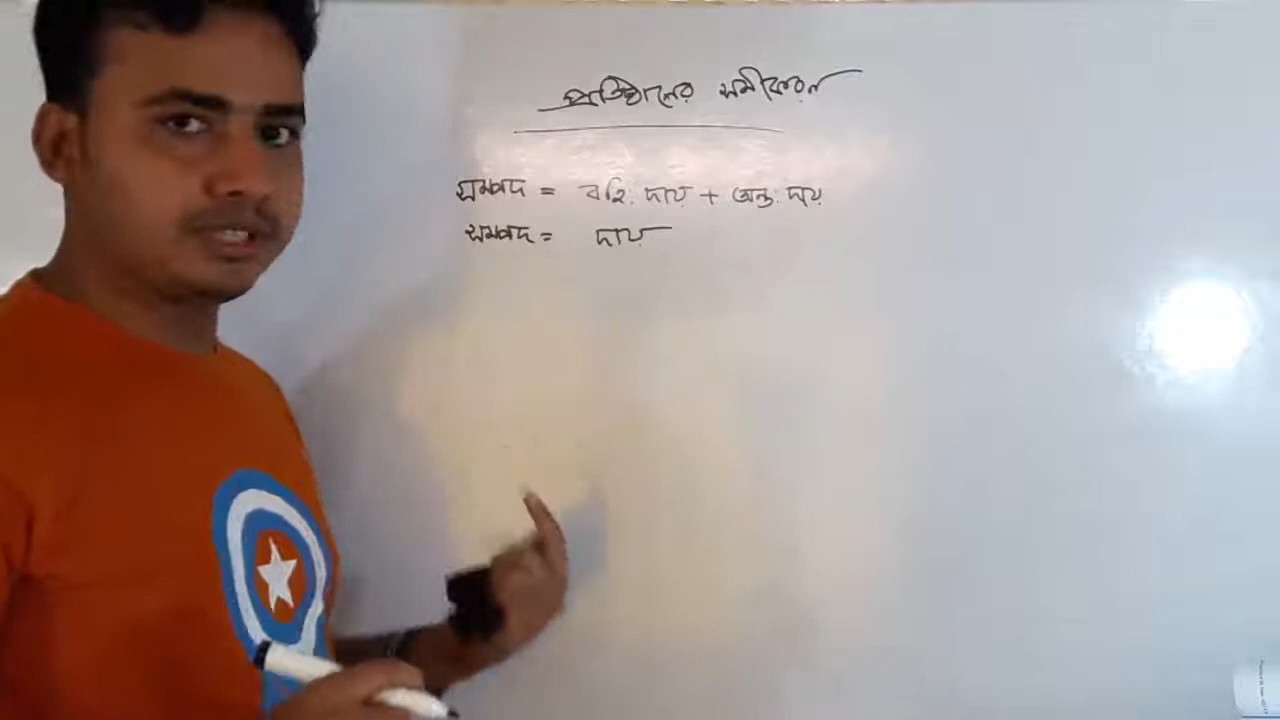 প্রতিষ্ঠানের সমীকরণ
সম্পদ = বহি: দায় + অন্ত: দায়
সম্পদ = দায়